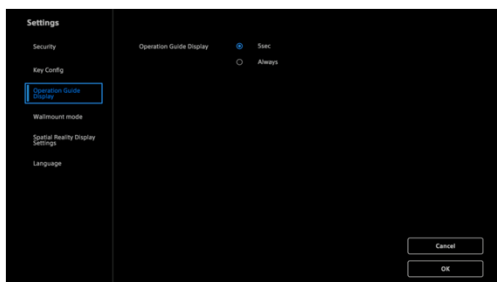 Settings
Security
Operation Guide Display
5sec
Always
Key Config
Operation Guide
Display
Wallmount mode
Spatial Reality Display
Settings
Language
Cancel
OK